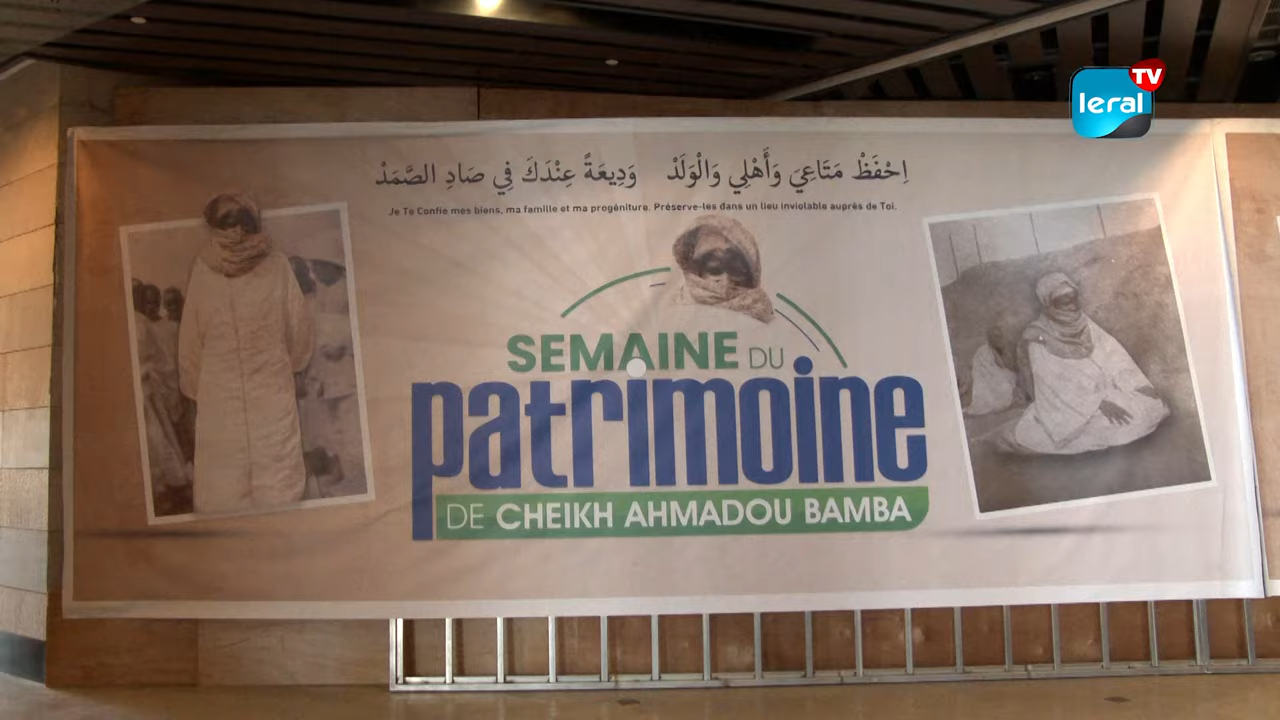 leral TV
اِحْفَظْ مَتَاعِيَ وَأَهْلِي وَالْوَلَدْ وَدِيعَةً عِنْدَكَ فِي صَادِ الصَّمَدْ
Je Te Confie mes biens, ma famille et ma progéniture. Préserve-les dans un lieu inviolable auprès de Toi.
SEMAINE DU
patrimoine
DE CHEIKH AHMADOU BAMBA